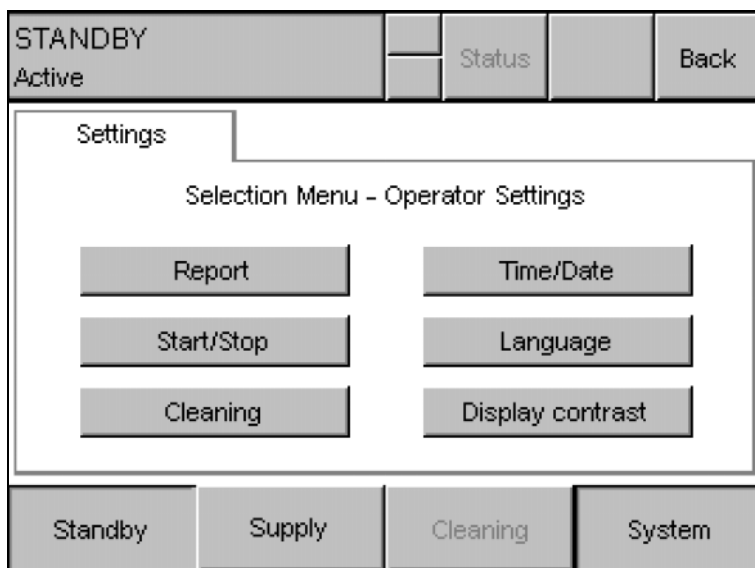 STANDBY
Active
Status
Back
Settings
Selection Menu - Operator Settings
Report
Time/Date
Start/Stop
Language
Cleaning
Display contrast
Standby
Supply
Cleaning
System